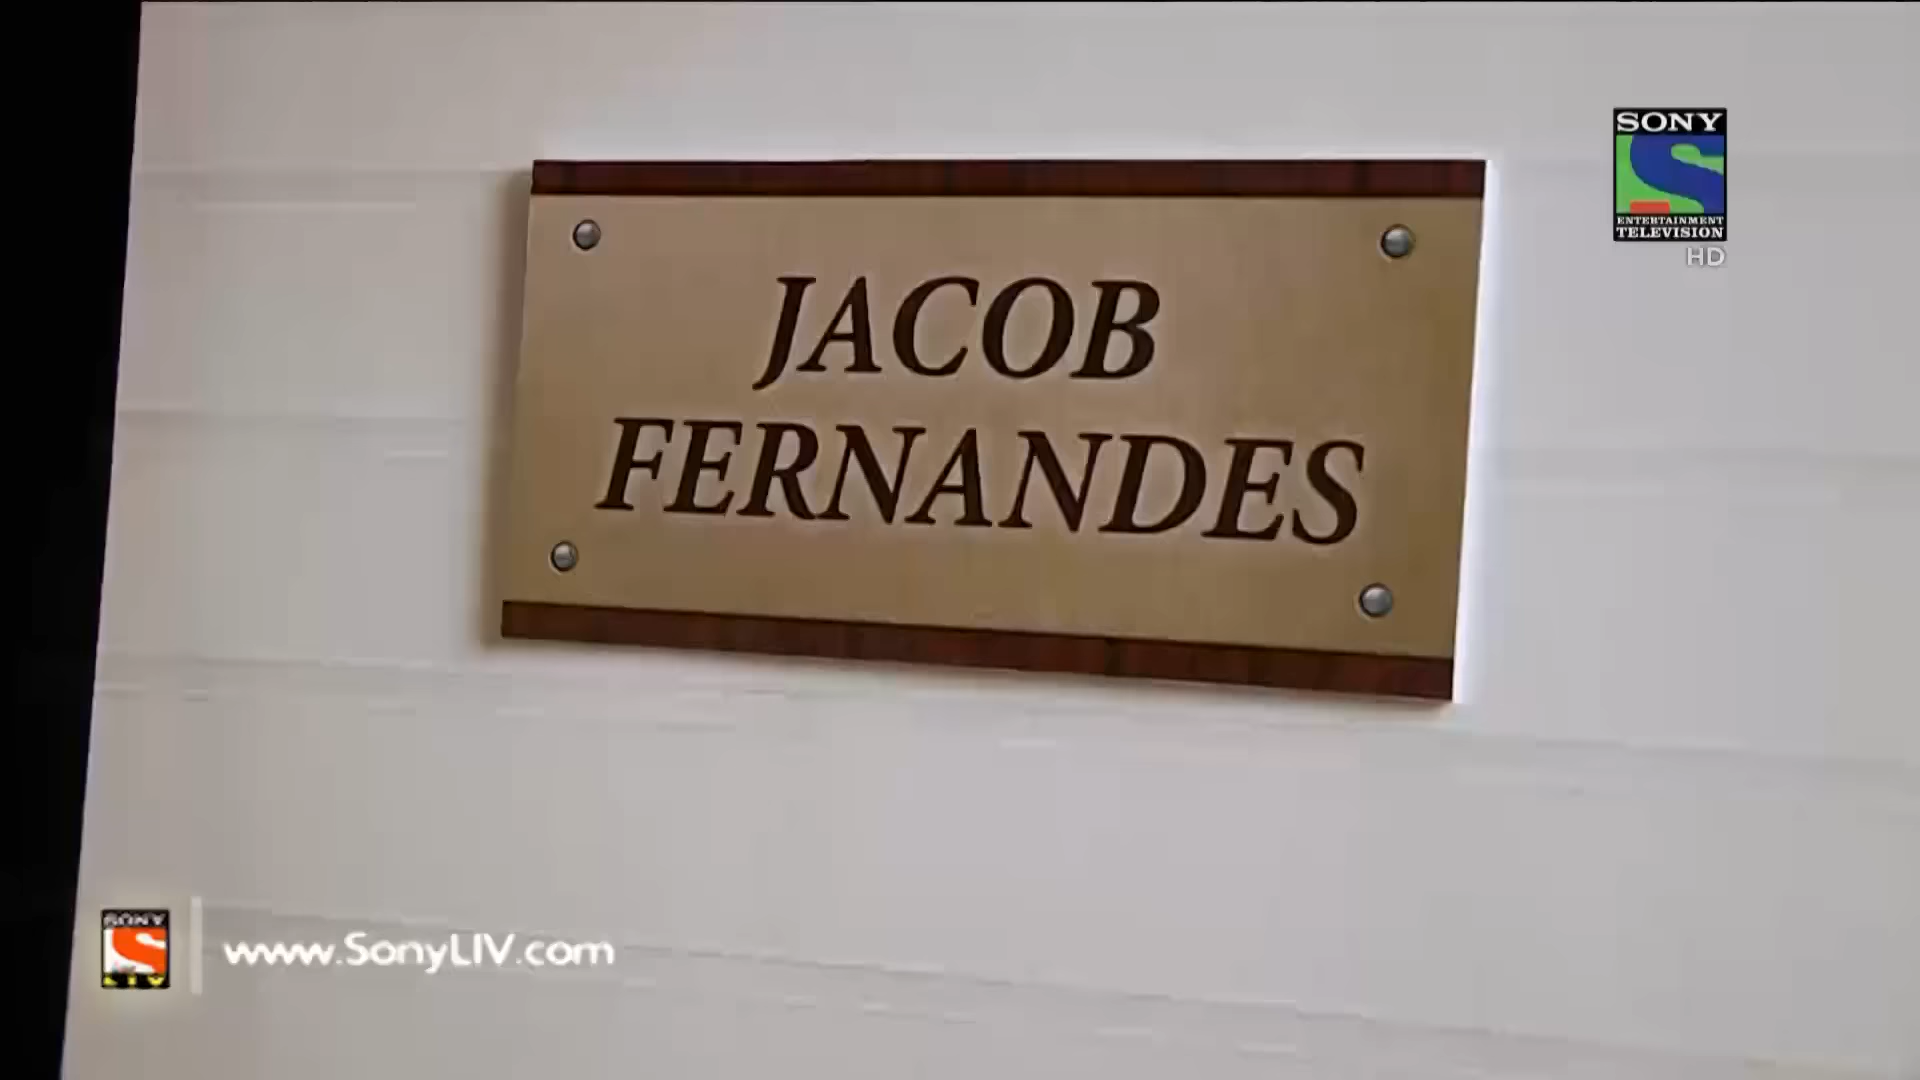 SONY
ENTERTAINMENT
TELEVISION
HD
JACOB
FERNANDES
SONY
LIV
www.SonyLIV.com